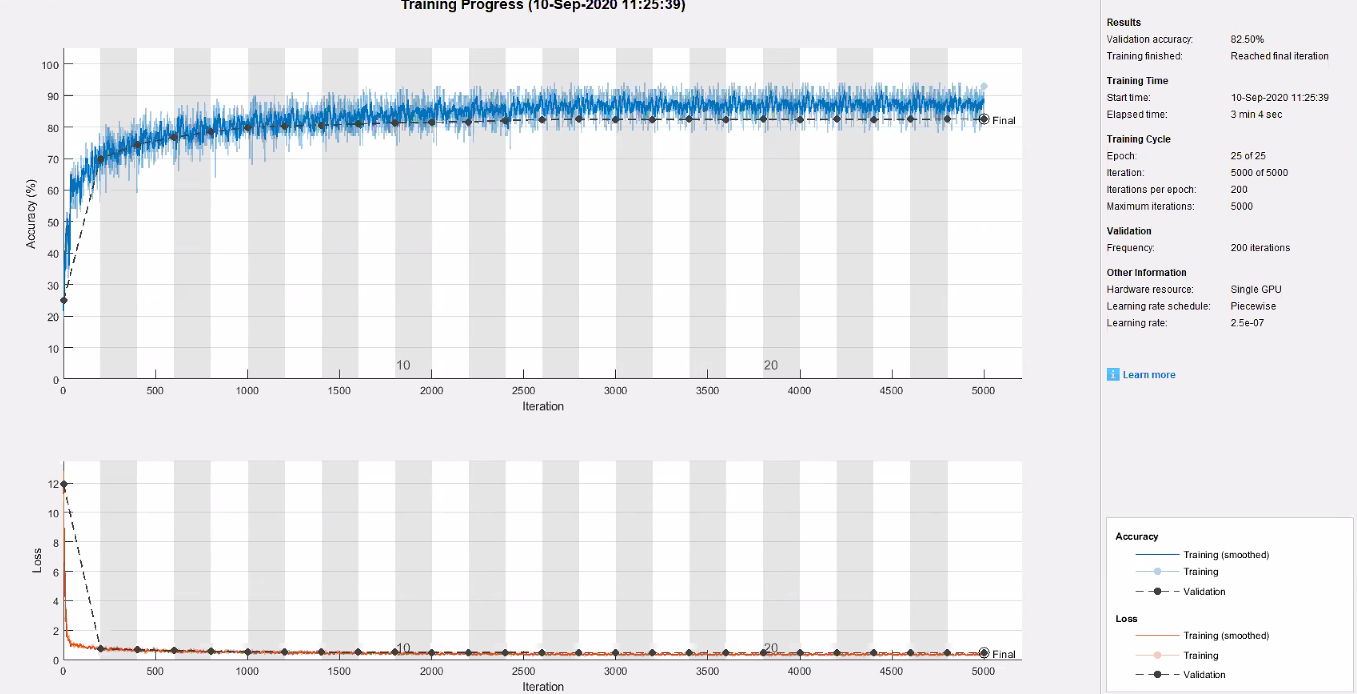 Training Progress (10-Sep-2020 11:25:39)
100
90
80
70
60
50
40
30
20
10
0
Accuracy (%)
Final
10
20
0 500 1000 1500 2000 2500 3000 3500 4000 4500 5000
Iteration
12
10
8
6
4
2
0
Loss
10
20
Final
0 500 1000 1500 2000 2500 3000 3500 4000 4500 5000
Iteration
Results
Validation accuracy: 82.50%
Training finished: Reached final iteration
Training Time
Start time: 10-Sep-2020 11:25:39
Elapsed time: 3 min 4 sec
Training Cycle
Epoch: 25 of 25
Iteration: 5000 of 5000
Iterations per epoch: 200
Maximum iterations: 5000
Validation
Frequency: 200 iterations
Other Information
Hardware resource: Single GPU
Learning rate schedule: Piecewise
Learning rate: 2.5e-07
i Learn more
Accuracy
Training (smoothed)
Training
Validation
Loss
Training (smoothed)
Training
Validation